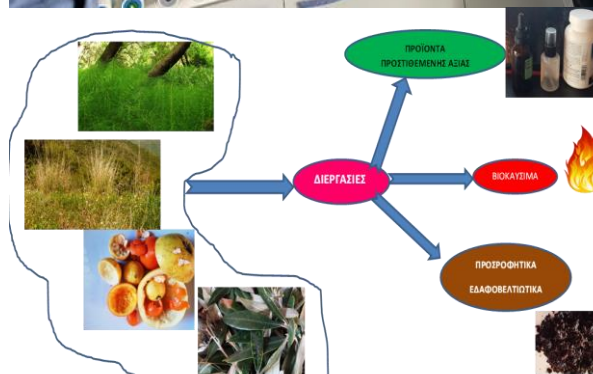 ΠΡΟΪΟΝΤΑ
ΠΡΟΣΤΙΘΕΜΕΝΗΣ ΑΞΙΑΣ
ΔΙΕΡΓΑΣΙΕΣ
ΒΙΟΚΑΥΣΙΜΑ
ΠΡΟΣΡΟΦΗΤΙΚΑ
ΕΔΑΦΟΒΕΛΤΙΩΤΙΚΑ